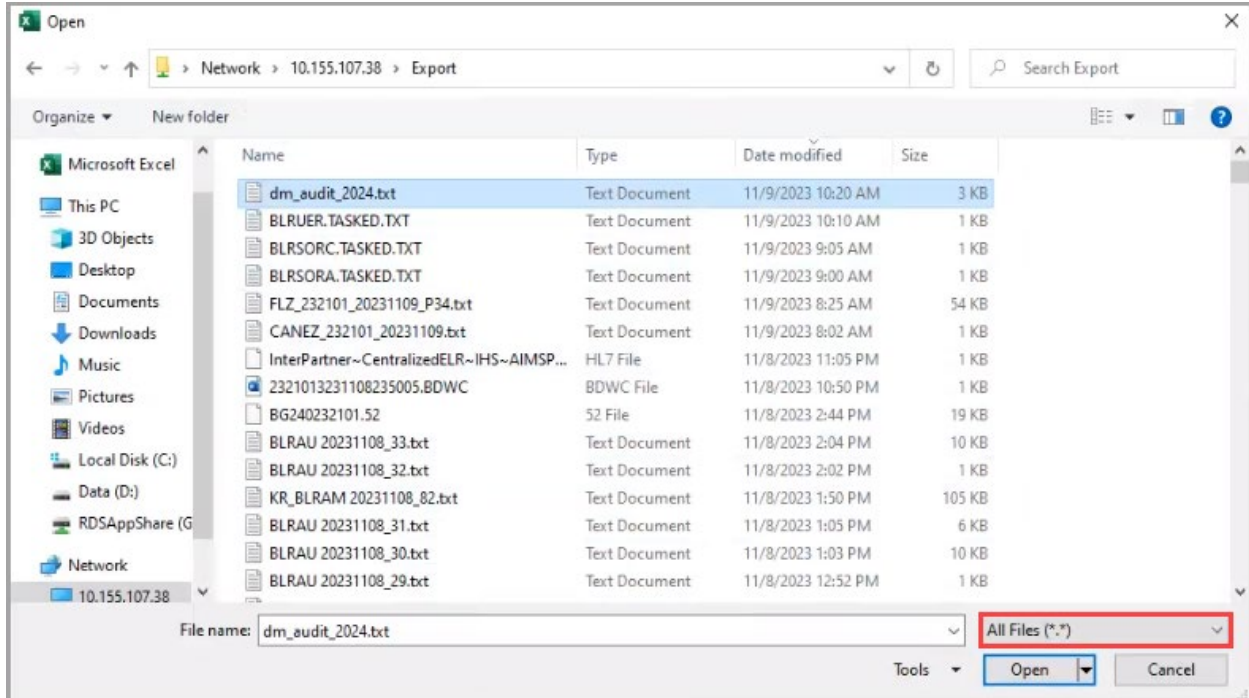 Open
Network > 10.155.107.38 > Export
Search Export
Organize New folder
Name Type Date modified Size
Microsoft Excel
This PC
3D Objects
Desktop
Documents
Downloads
Music
Pictures
Videos
Local Disk (C:)
Data (D:)
RDSAppShare (G
Network
10.155.107.38
dm_audit_2024.txt Text Document 11/9/2023 10:20 AM 3 KB
BLRUER.TASKED.TXT Text Document 11/9/2023 10:10 AM 1 KB
BLRSORC.TASKED.TXT Text Document 11/9/2023 9:05 AM 1 KB
BLRSORA.TASKED.TXT Text Document 11/9/2023 9:00 AM 1 KB
FLZ_232101_20231109_P34.txt Text Document 11/9/2023 8:25 AM 54 KB
CANEZ_232101_20231109.txt Text Document 11/9/2023 8:02 AM 1 KB
InterPartner~CentralizedELR~IHS~AIMSP... HL7 File 11/8/2023 11:05 PM 1 KB
2321013231108235005.BDWC BDWC File 11/8/2023 10:50 PM 1 KB
BG240232101.52 52 File 11/8/2023 2:44 PM 19 KB
BLRAU 20231108_33.txt Text Document 11/8/2023 2:04 PM 10 KB
BLRAU 20231108_32.txt Text Document 11/8/2023 2:02 PM 1 KB
KR_BLRAM 20231108_82.txt Text Document 11/8/2023 1:50 PM 105 KB
BLRAU 20231108_31.txt Text Document 11/8/2023 1:05 PM 6 KB
BLRAU 20231108_30.txt Text Document 11/8/2023 1:03 PM 10 KB
BLRAU 20231108_29.txt Text Document 11/8/2023 12:52 PM 1 KB
File name: dm_audit_2024.txt All Files (*.*)
Tools Open Cancel